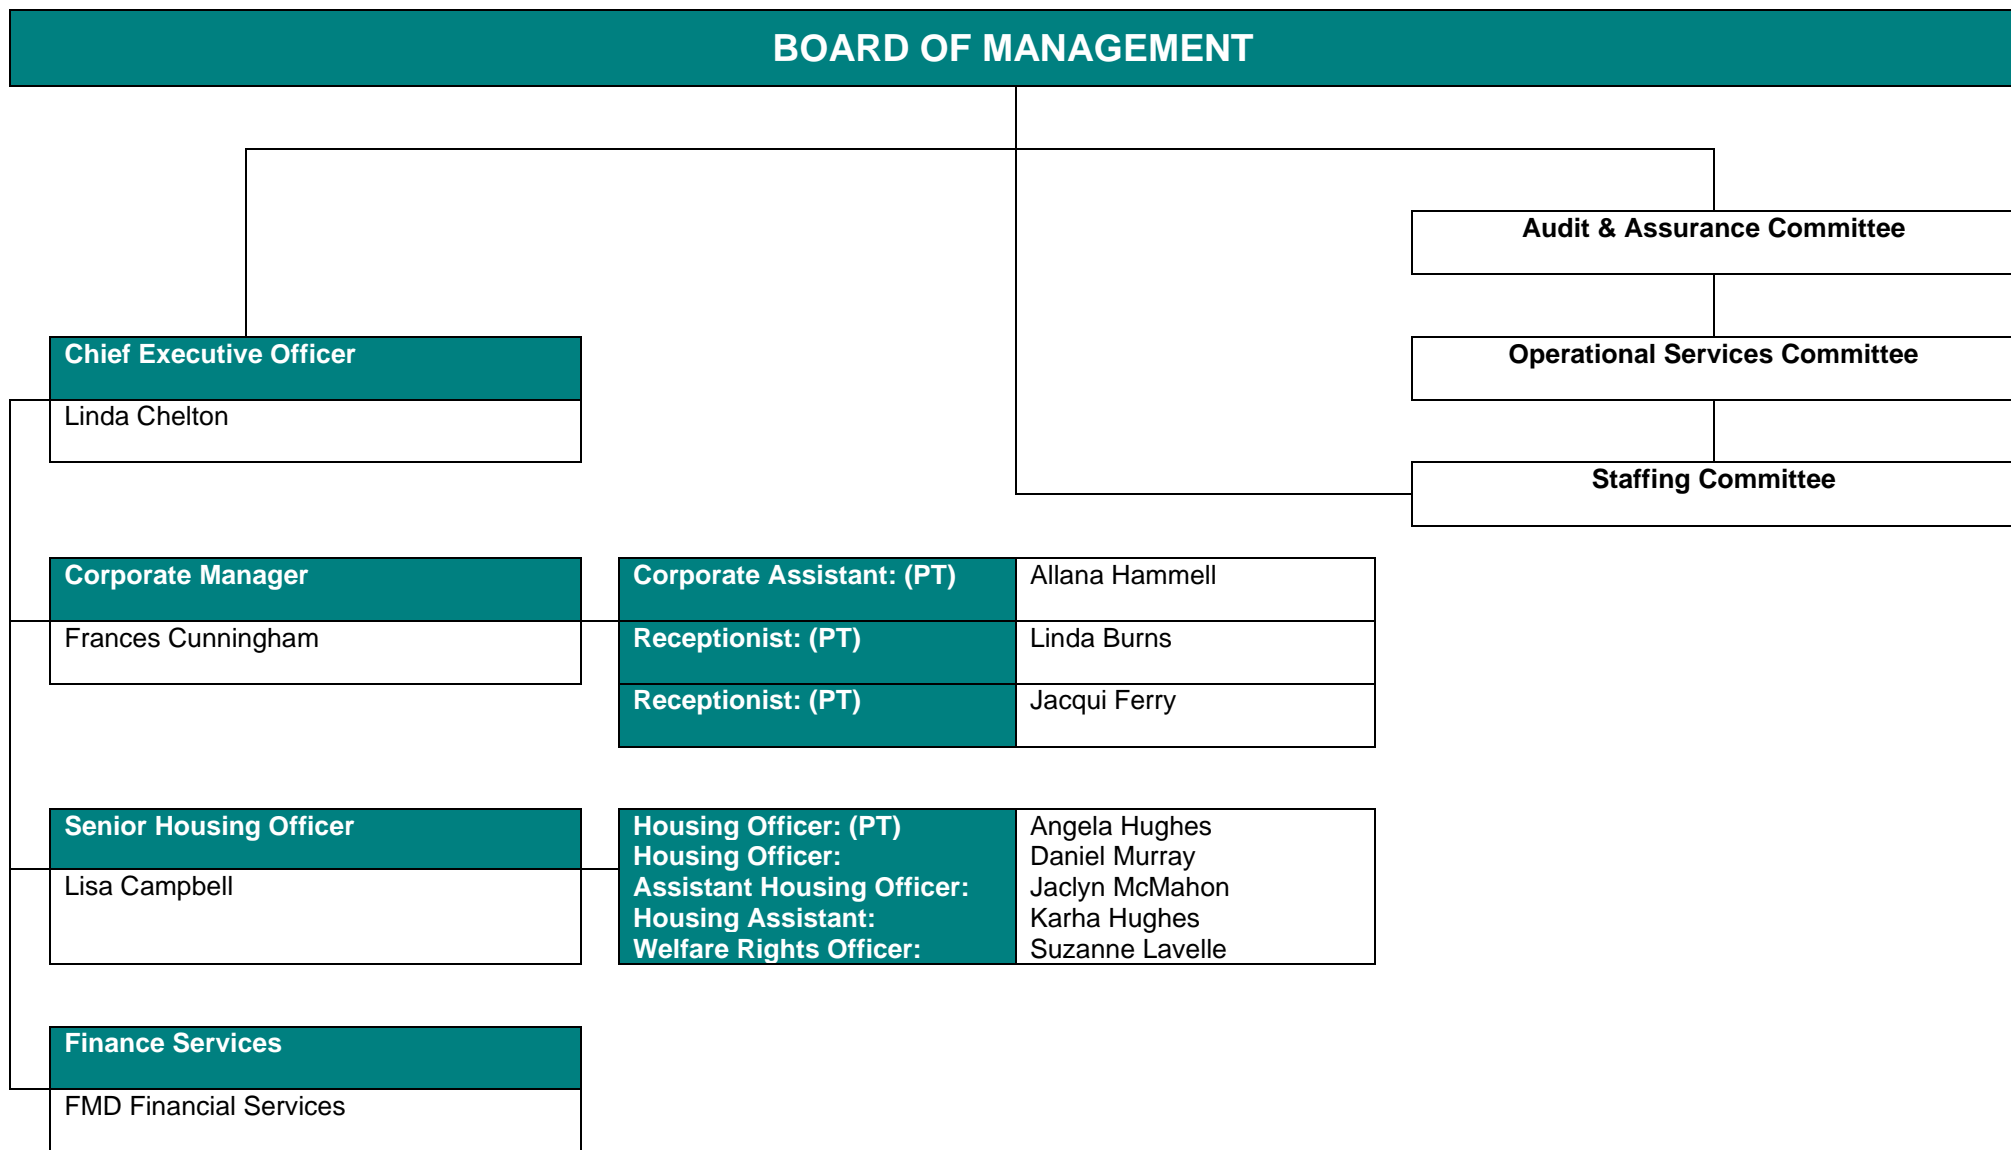 BOARD OF MANAGEMENT
Audit & Assurance Committee
Chief Executive Officer
Linda Chelton
Operational Services Committee
Staffing Committee
Corporate Manager
Frances Cunningham
Corporate Assistant: (PT) Allana Hammell
Receptionist: (PT) Linda Burns
Receptionist: (PT) Jacqui Ferry
Senior Housing Officer
Lisa Campbell
Housing Officer: (PT) Angela Hughes
Housing Officer: Daniel Murray
Assistant Housing Officer: Jaclyn McMahon
Housing Assistant: Karha Hughes
Welfare Rights Officer: Suzanne Lavelle
Finance Services
FMD Financial Services